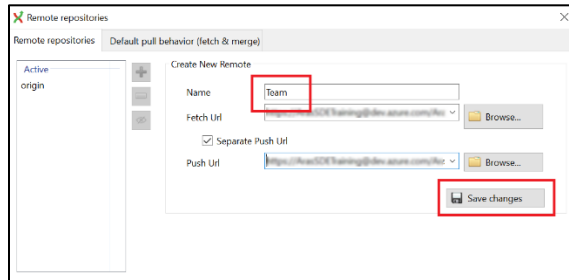 Remote repositories
Remote repositories Default pull behavior (fetch & merge)
Active
origin
Create New Remote
Name Team
Fetch Url Browse...
Separate Push Url
Push Url Browse...
Save changes